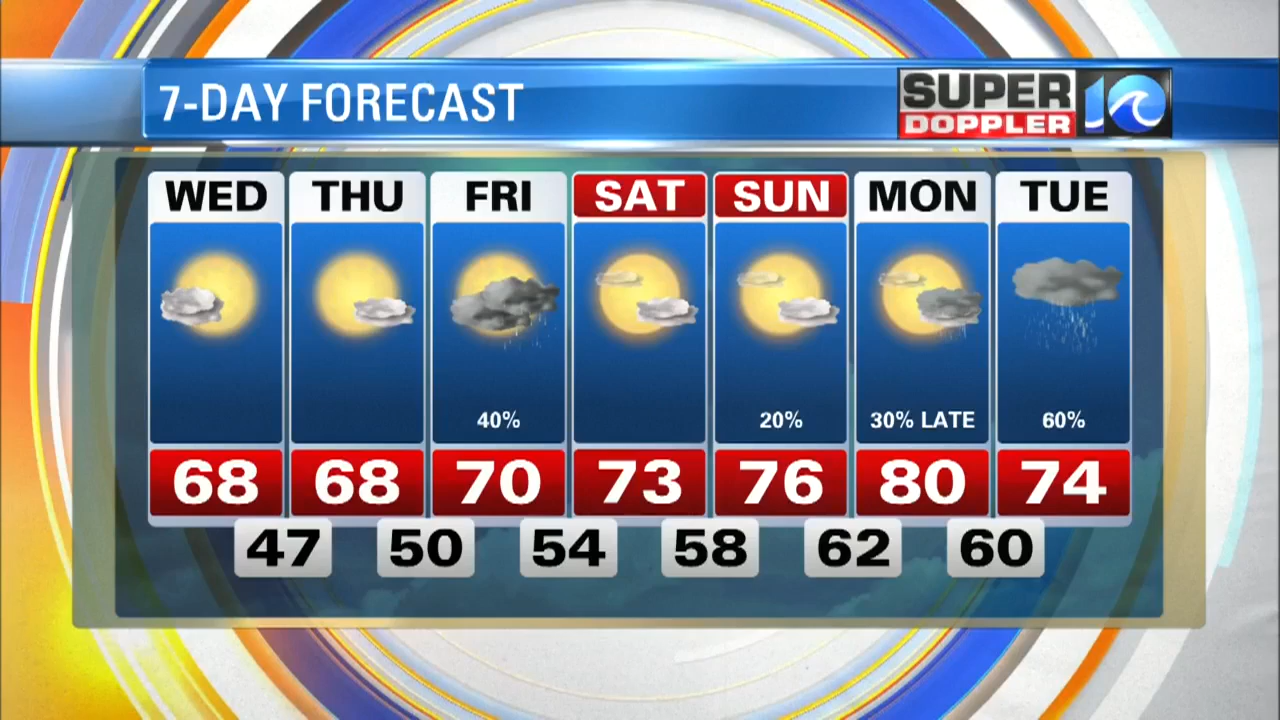 7-DAY FORECAST
SUPER
DOPPLER 10
WED THU FRI SAT SUN MON TUE
40% 20% 30% LATE 60%
68 68 70 73 76 80 74
47 50 54 58 62 60